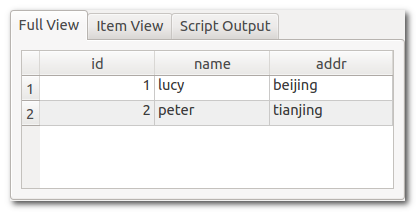 Full View Item View Script Output
id name addr
1 1 lucy beijing
2 2 peter tianjing